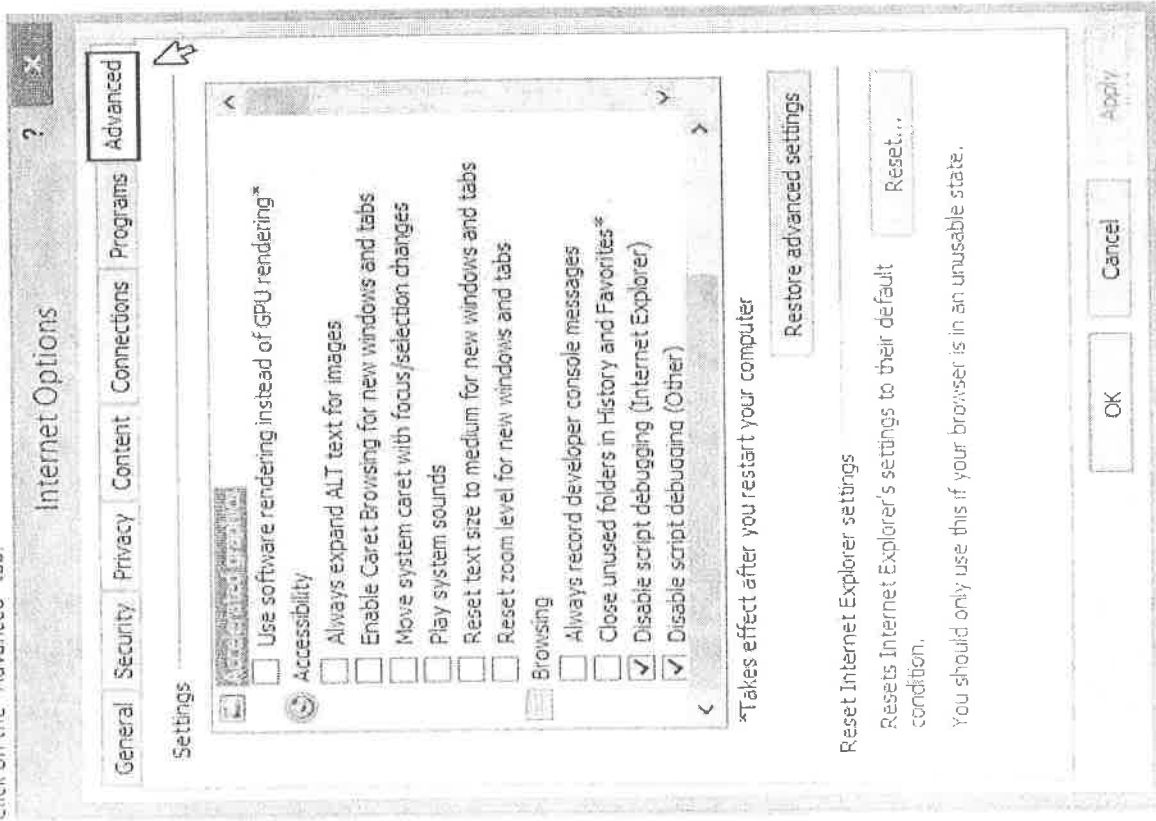 Click on the "Advanced" tab.
Internet Options
?
General Security Privacy Content Connections Programs Advanced
Settings
Use software rendering instead of GPU rendering*
Accessibility
Always expand ALT text for images
Enable Caret Browsing for new windows and tabs
Move system caret with focus/selection changes
Play system sounds
Reset text size to medium for new windows and tabs
Reset zoom level for new windows and tabs
Browsing
Always record developer console messages
Close unused folders in History and Favorites*
Disable script debugging (Internet Explorer)
Disable script debugging (Other)
*Takes effect after you restart your computer
Restore advanced settings
Reset Internet Explorer settings
Resets Internet Explorer's settings to their default
condition.
Reset...
You should only use this if your browser is in an unusable state.
OK Cancel Apply